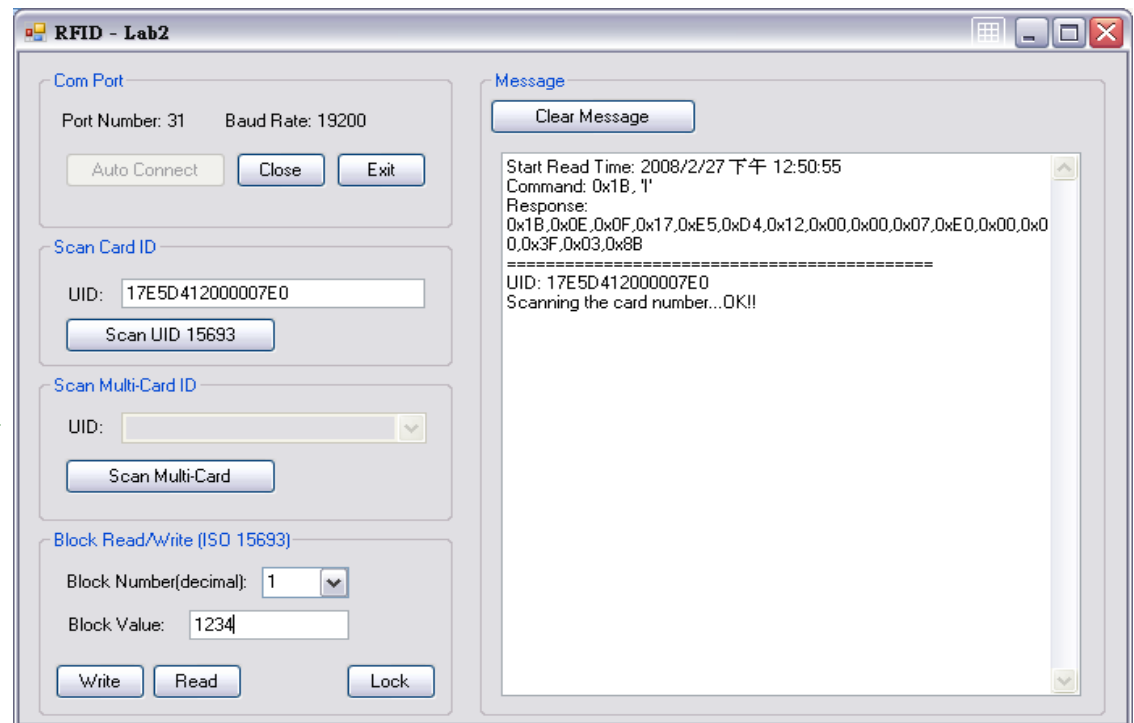 RFID - Lab2
Com Port
Port Number: 31 Baud Rate: 19200
Auto Connect Close Exit
Scan Card ID
UID: 17E5D412000007E0
Scan UID 15693
Scan Multi-Card ID
UID:
Scan Multi-Card
Block Read/Write (ISO 15693)
Block Number(decimal): 1
Block Value: 1234
Write Read Lock
Message
Clear Message
Start Read Time: 2008/2/27 下午 12:50:55
Command: 0x1B, 'I'
Response:
0x1B,0x0E,0x0F,0x17,0xE5,0xD4,0x12,0x00,0x00,0x07,0xE0,0x00,0x0
0,0x3F,0x03,0x8B
============================================
UID: 17E5D412000007E0
Scanning the card number...OK!!